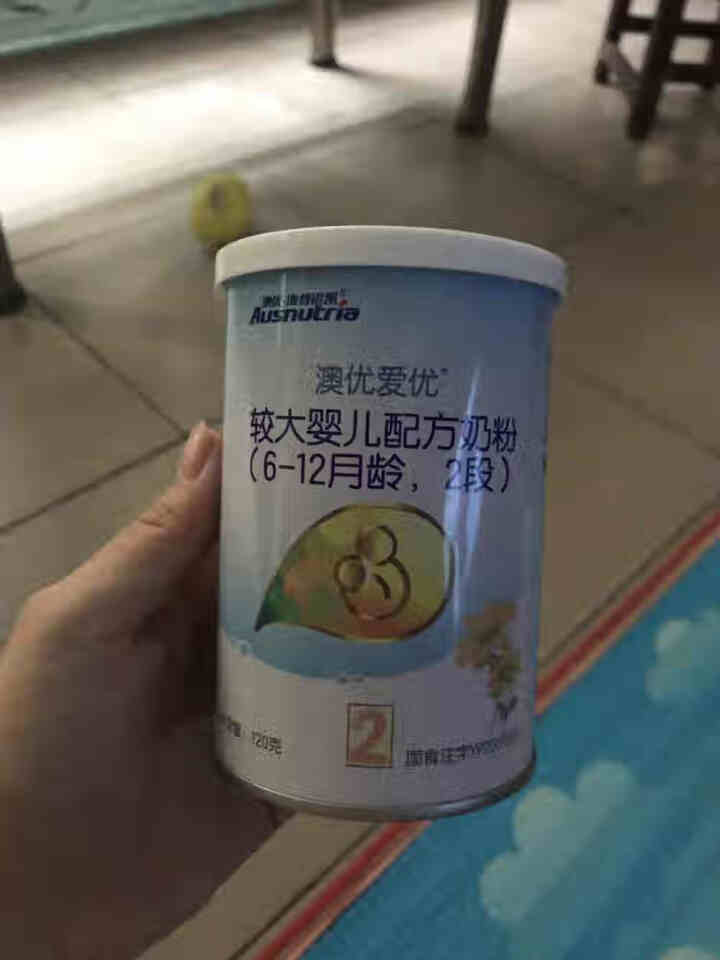 Ausnutria
澳优爱优
较大婴儿配方奶粉
(6-12月龄, 2段)
2
120克
国食注字